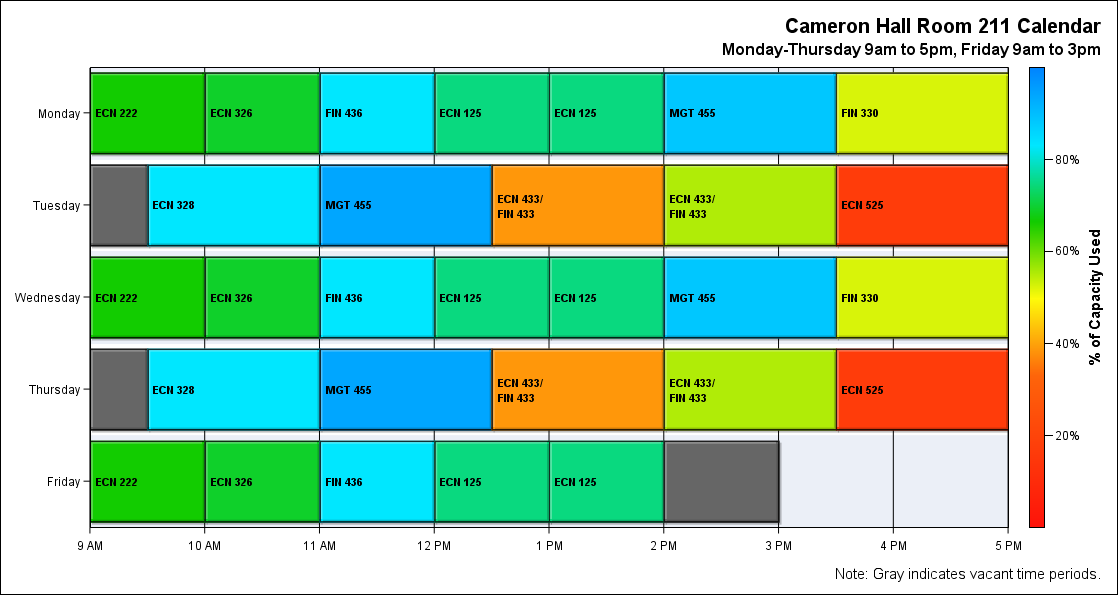 Cameron Hall Room 211 Calendar
Monday-Thursday 9am to 5pm, Friday 9am to 3pm
Monday
ECN 222
ECN 326
FIN 436
ECN 125
ECN 125
MGT 455
FIN 330
Tuesday
ECN 328
MGT 455
ECN 433/
FIN 433
ECN 433/
FIN 433
ECN 525
Wednesday
ECN 222
ECN 326
FIN 436
ECN 125
ECN 125
MGT 455
FIN 330
Thursday
ECN 328
MGT 455
ECN 433/
FIN 433
ECN 433/
FIN 433
ECN 525
Friday
ECN 222
ECN 326
FIN 436
ECN 125
ECN 125
9 AM
10 AM
11 AM
12 PM
1 PM
2 PM
3 PM
4 PM
5 PM
80%
60%
40%
20%
% of Capacity Used
Note: Gray indicates vacant time periods.